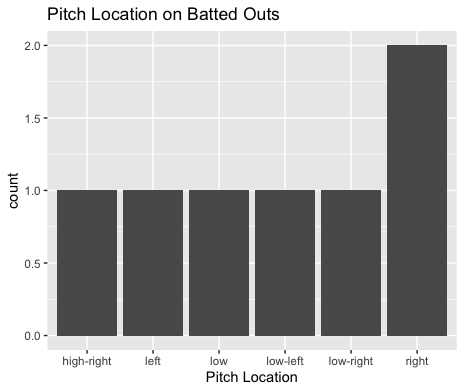 Pitch Location on Batted Outs
2.0
1.5
1.0
0.5
0.0
count
high-right left low low-left low-right right
Pitch Location